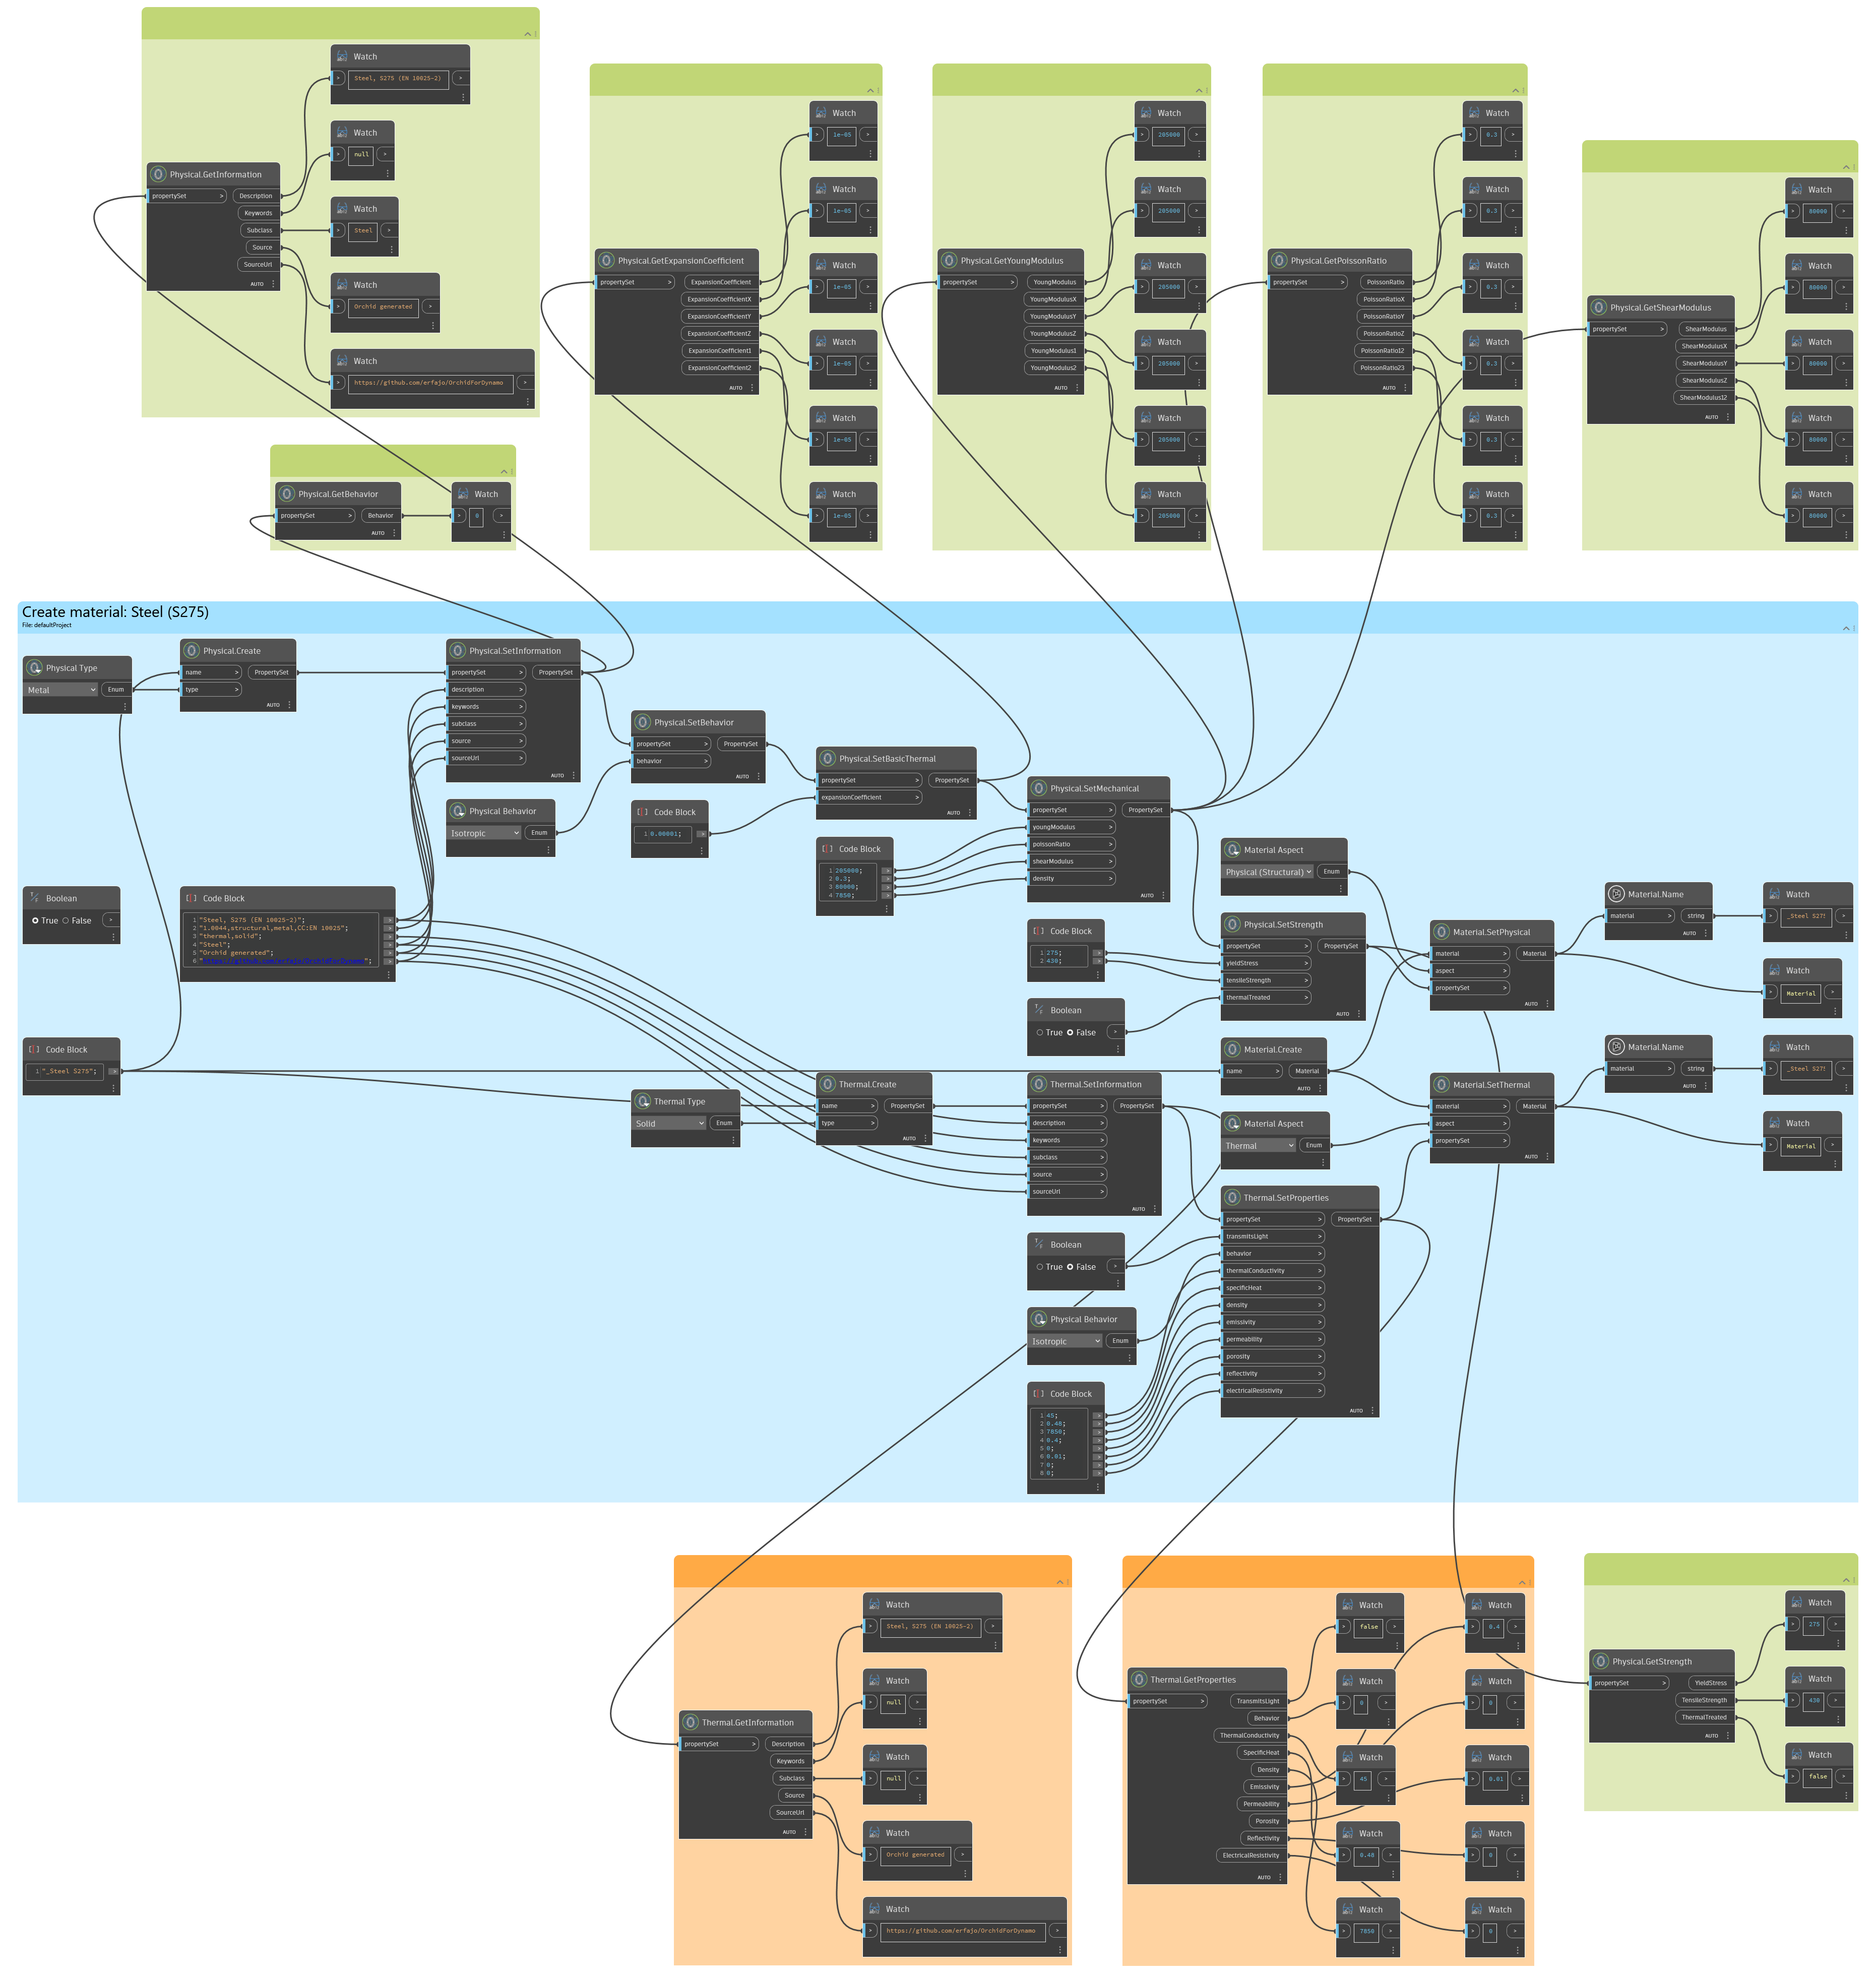 Watch
> Steel, S275 (EN 10025-2) >
Watch
> null >
Physical.GetInformation
propertySet > Description
Keywords
Subclass
Source
SourceUrl
AUTO
Watch
> Steel >
Watch
> Orchid generated >
Watch
> https://github.com/erfajo/OrchidForDynamo >
Physical.GetBehavior
propertySet > Behavior
AUTO
Watch
> 0 >
Physical.GetExpansionCoefficient
propertySet > ExpansionCoefficient
ExpansionCoefficientX
ExpansionCoefficientY
ExpansionCoefficientZ
ExpansionCoefficient1
ExpansionCoefficient2
AUTO
Watch
> 1e-05 >
Watch
> 1e-05 >
Watch
> 1e-05 >
Watch
> 1e-05 >
Watch
> 1e-05 >
Watch
> 1e-05 >
Physical.GetYoungModulus
propertySet > YoungModulus
YoungModulusX
YoungModulusY
YoungModulusZ
YoungModulus1
YoungModulus2
AUTO
Watch
> 205000 >
Watch
> 205000 >
Watch
> 205000 >
Watch
> 205000 >
Watch
> 205000 >
Watch
> 205000 >
Physical.GetPoissonRatio
propertySet > PoissonRatio
PoissonRatioX
PoissonRatioY
PoissonRatioZ
PoissonRatio12
PoissonRatio23
AUTO
Watch
> 0.3 >
Watch
> 0.3 >
Watch
> 0.3 >
Watch
> 0.3 >
Watch
> 0.3 >
Watch
> 0.3 >
Physical.GetShearModulus
propertySet > ShearModulus
ShearModulusX
ShearModulusY
ShearModulusZ
ShearModulus12
AUTO
Watch
> 80000 >
Watch
> 80000 >
Watch
> 80000 >
Watch
> 80000 >
Watch
> 80000 >
Create material: Steel (S275)
File: defaultProject
Physical Type
Metal Enum
Physical.Create
name > PropertySet
type >
AUTO
Physical.SetInformation
propertySet > PropertySet
description >
keywords >
subclass >
source >
sourceUrl >
AUTO
Physical Behavior
Isotropic Enum
Physical.SetBehavior
propertySet > PropertySet
behavior >
AUTO
Code Block
1 0.00001; >
Physical.SetBasicThermal
propertySet > PropertySet
expansionCoefficient >
AUTO
Code Block
1 205000; >
2 0.3; >
3 80000; >
4 7850; >
Physical.SetMechanical
propertySet > PropertySet
youngModulus >
poissonRatio >
shearModulus >
density >
AUTO
Boolean
True False >
Code Block
1 "Steel, S275 (EN 10025-2)"; >
2 "1.0044,structural,metal,CC:EN 10025"; >
3 "thermal,solid"; >
4 "Steel"; >
5 "Orchid generated"; >
6 "https://github.com/erfajo/OrchidForDynamo"; >
Code Block
1 "_Steel S275"; >
Material Aspect
Physical (Structural) Enum
Code Block
1 275; >
2 430; >
Boolean
True False >
Physical.SetStrength
propertySet > PropertySet
yieldStress >
tensileStrength >
thermalTreated >
AUTO
Material.Create
name > Material
AUTO
Material.SetPhysical
material > Material
aspect >
propertySet >
AUTO
Material.Name
material > string
AUTO
Watch
> _Steel S275 >
Watch
> Material >
Thermal Type
Solid Enum
Thermal.Create
name > PropertySet
type >
AUTO
Thermal.SetInformation
propertySet > PropertySet
description >
keywords >
subclass >
source >
sourceUrl >
AUTO
Material Aspect
Thermal Enum
Material.SetThermal
material > Material
aspect >
propertySet >
AUTO
Material.Name
material > string
AUTO
Watch
> _Steel S275 >
Watch
> Material >
Boolean
True False >
Physical Behavior
Isotropic Enum
Code Block
1 45; >
2 0.48; >
3 7850; >
4 0.4; >
5 0; >
6 0.01; >
7 0; >
8 0; >
Thermal.SetProperties
propertySet > PropertySet
transmitsLight >
behavior >
thermalConductivity >
specificHeat >
density >
emissivity >
permeability >
porosity >
reflectivity >
electricalResistivity >
AUTO
Thermal.GetInformation
propertySet > Description
Keywords
Subclass
Source
SourceUrl
AUTO
Watch
> Steel, S275 (EN 10025-2) >
Watch
> null >
Watch
> null >
Watch
> Orchid generated >
Watch
> https://github.com/erfajo/OrchidForDynamo >
Thermal.GetProperties
propertySet > TransmitsLight
Behavior
ThermalConductivity
SpecificHeat
Density
Emissivity
Permeability
Porosity
Reflectivity
ElectricalResistivity
AUTO
Watch
> false >
Watch
> 0 >
Watch
> 45 >
Watch
> 0.48 >
Watch
> 7850 >
Watch
> 0.4 >
Watch
> 0 >
Watch
> 0.01 >
Watch
> 0 >
Watch
> 0 >
Physical.GetStrength
propertySet > YieldStress
TensileStrength
ThermalTreated
AUTO
Watch
> 275 >
Watch
> 430 >
Watch
> false >